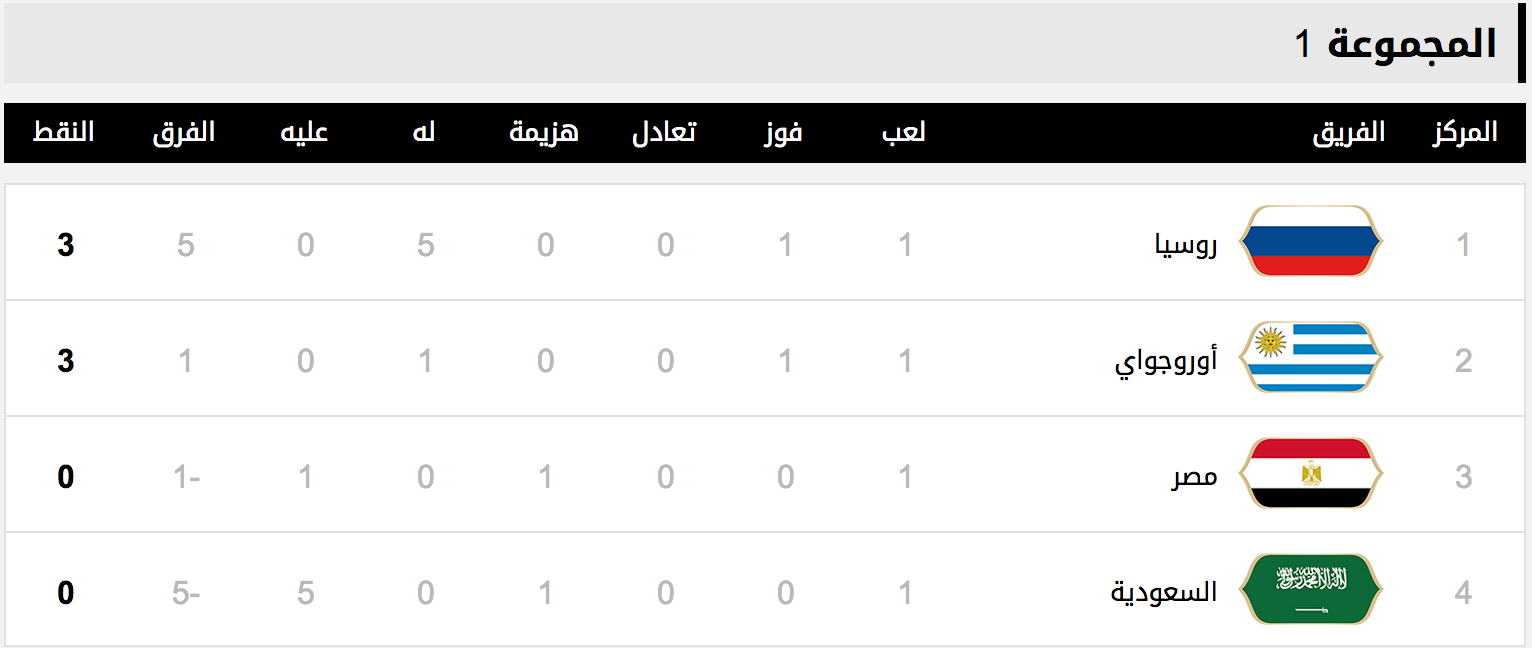 المجموعة 1
المركز الفريق لعب فوز تعادل هزيمة له عليه الفرق النقط
1 روسيا 1 1 0 0 5 0 5 3
2 أوروجواي 1 1 0 0 1 0 1 3
3 مصر 1 0 0 1 0 1 1- 0
4 السعودية 1 0 0 1 0 5 5- 0